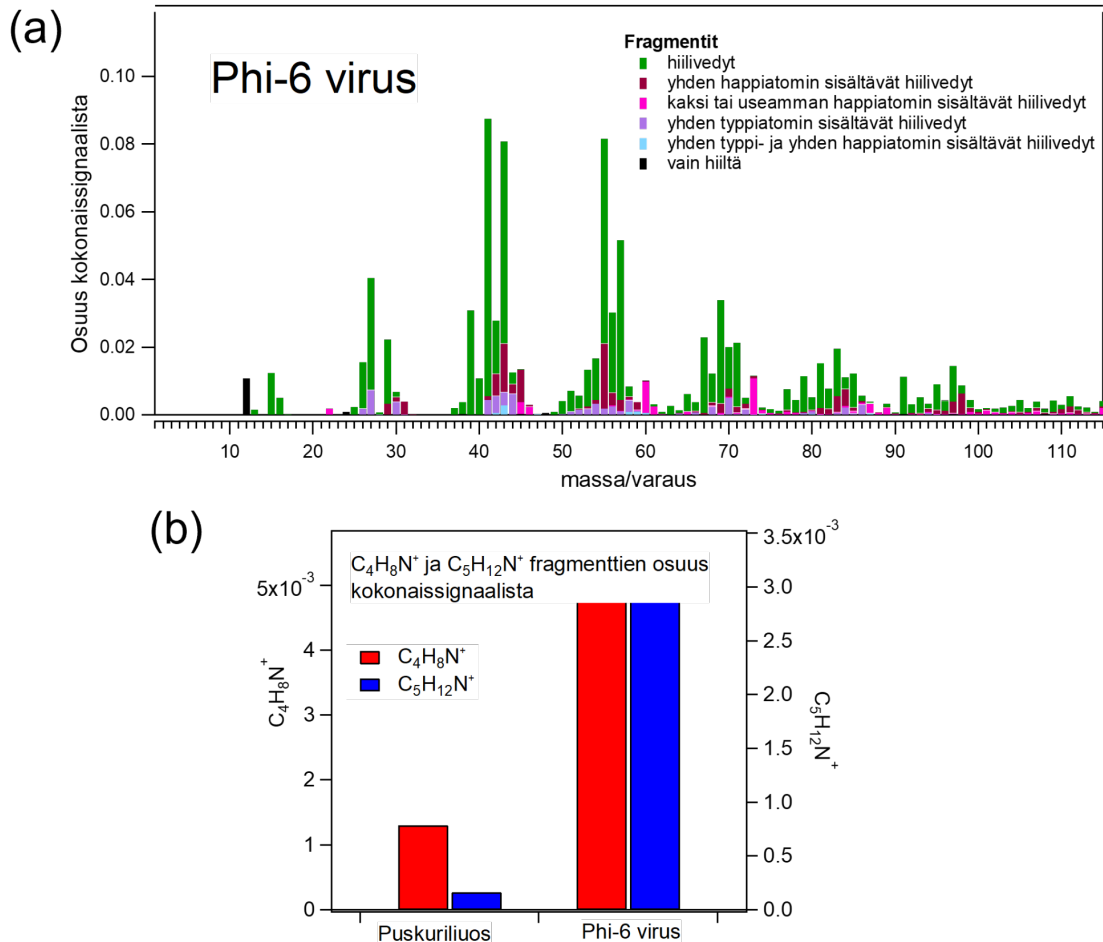 (a)
Phi-6 virus
Fragmentit
hiilivedyt
yhden happiatomin sisältävät hiilivedyt
kaksi tai useamman happiatomin sisältävät hiilivedyt
yhden typpiatomin sisältävät hiilivedyt
yhden typpi- ja yhden happiatomin sisältävät hiilivedyt
vain hiiltä
Osuus kokonaissignaalista
0.10
0.08
0.06
0.04
0.02
0.00
10 20 30 40 50 60 70 80 90 100 110
massa/varaus
(b)
C₄H₈N⁺ ja C₅H₁₂N⁺ fragmenttien osuus
kokonaissignaalista
C₄H₈N⁺
C₅H₁₂N⁺
C₄H₈N⁺
5x10⁻³
4
3
2
1
0
3.5x10⁻³
3.0
2.5
2.0
1.5
1.0
0.5
0.0
C₅H₁₂N⁺
Puskuriliuos Phi-6 virus